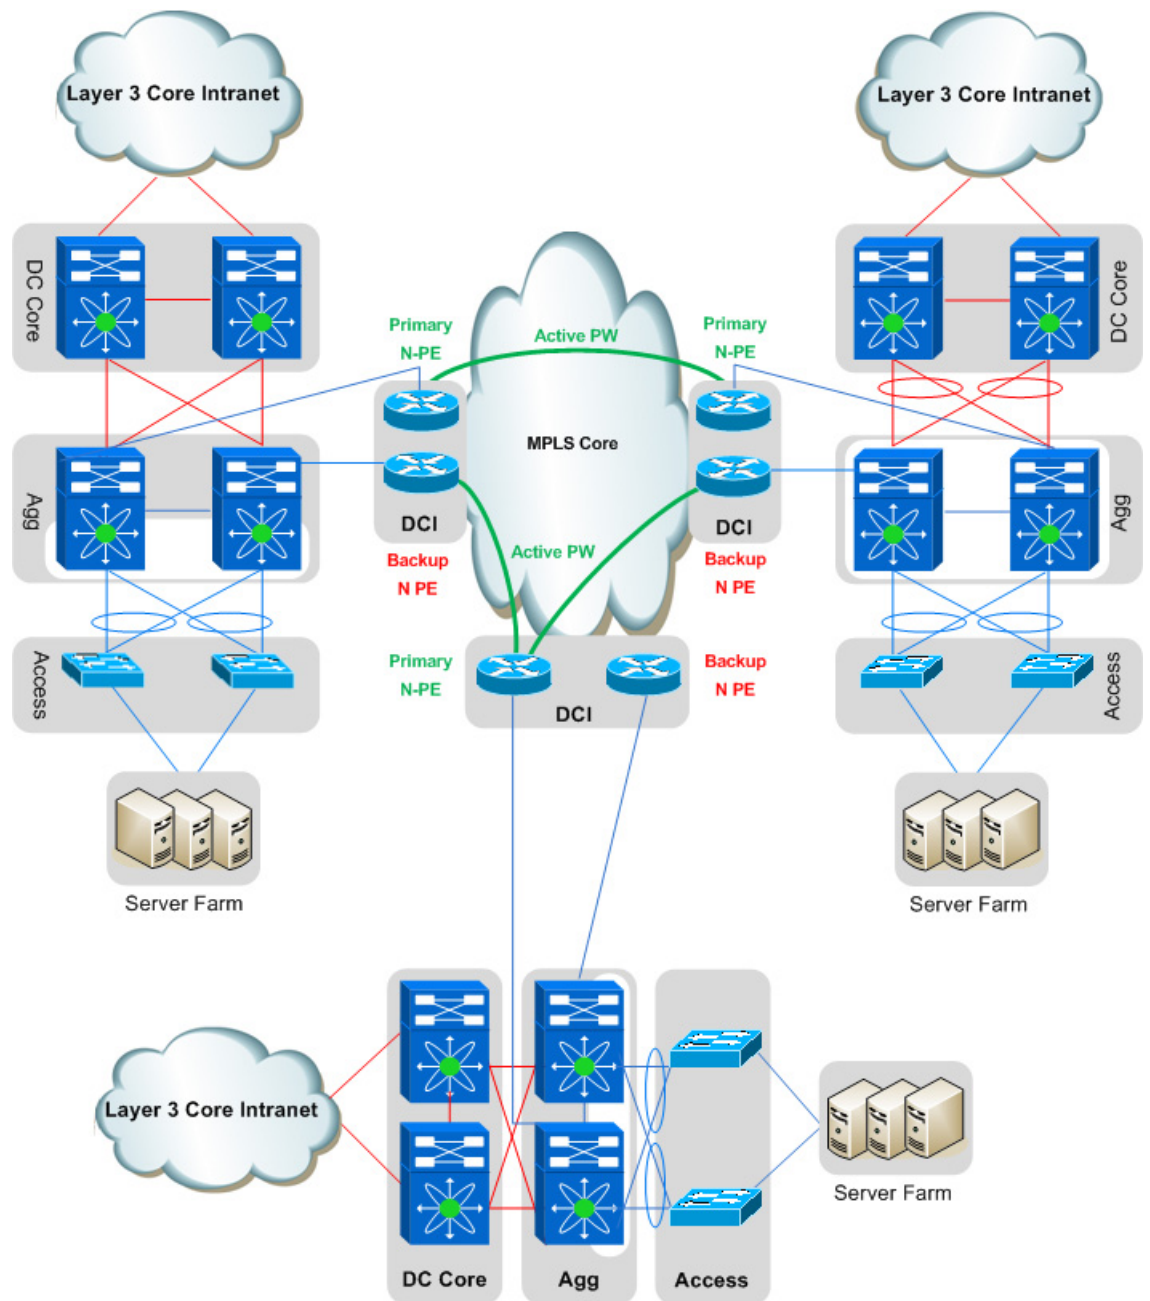 Layer 3 Core Intranet
Layer 3 Core Intranet
DC Core
DC Core
Primary
N-PE
Active PW
Primary
N-PE
MPLS Core
Agg
Agg
DCI
DCI
Backup
N PE
Active PW
Backup
N PE
Access
Primary
N-PE
Backup
N PE
Access
DCI
Server Farm
Server Farm
Layer 3 Core Intranet
Server Farm
DC Core
Agg
Access